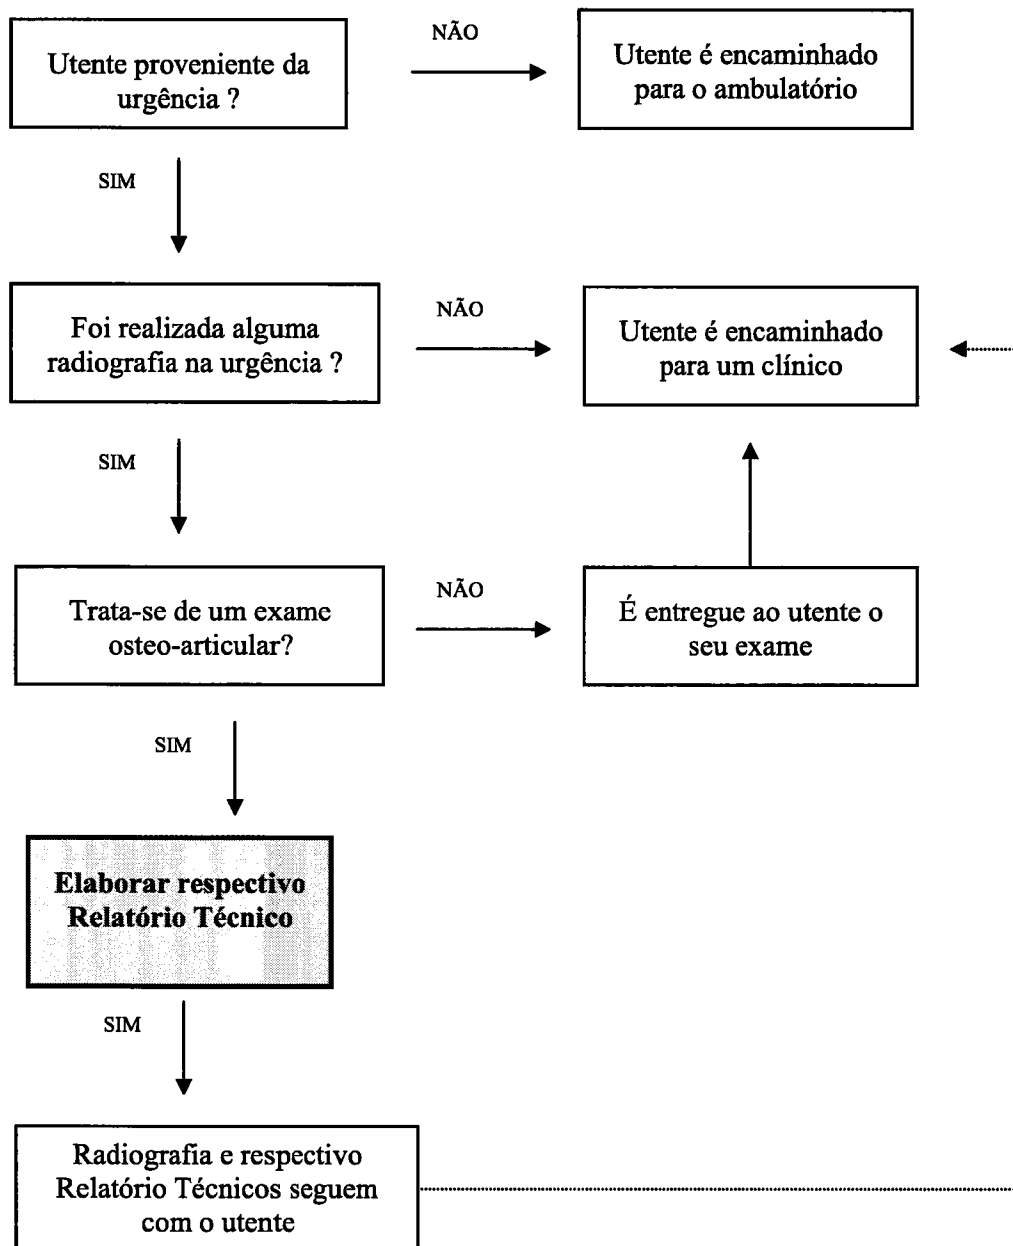 Utente proveniente da
urgência ?
NÃO
Utente é encaminhado
para o ambulatório
SIM
Foi realizada alguma
radiografia na urgência ?
NÃO
Utente é encaminhado
para um clínico
SIM
Trata-se de um exame
osteo-articular?
NÃO
É entregue ao utente o
seu exame
SIM
Elaborar respectivo
Relatório Técnico
SIM
Radiografia e respectivo
Relatório Técnicos seguem
com o utente